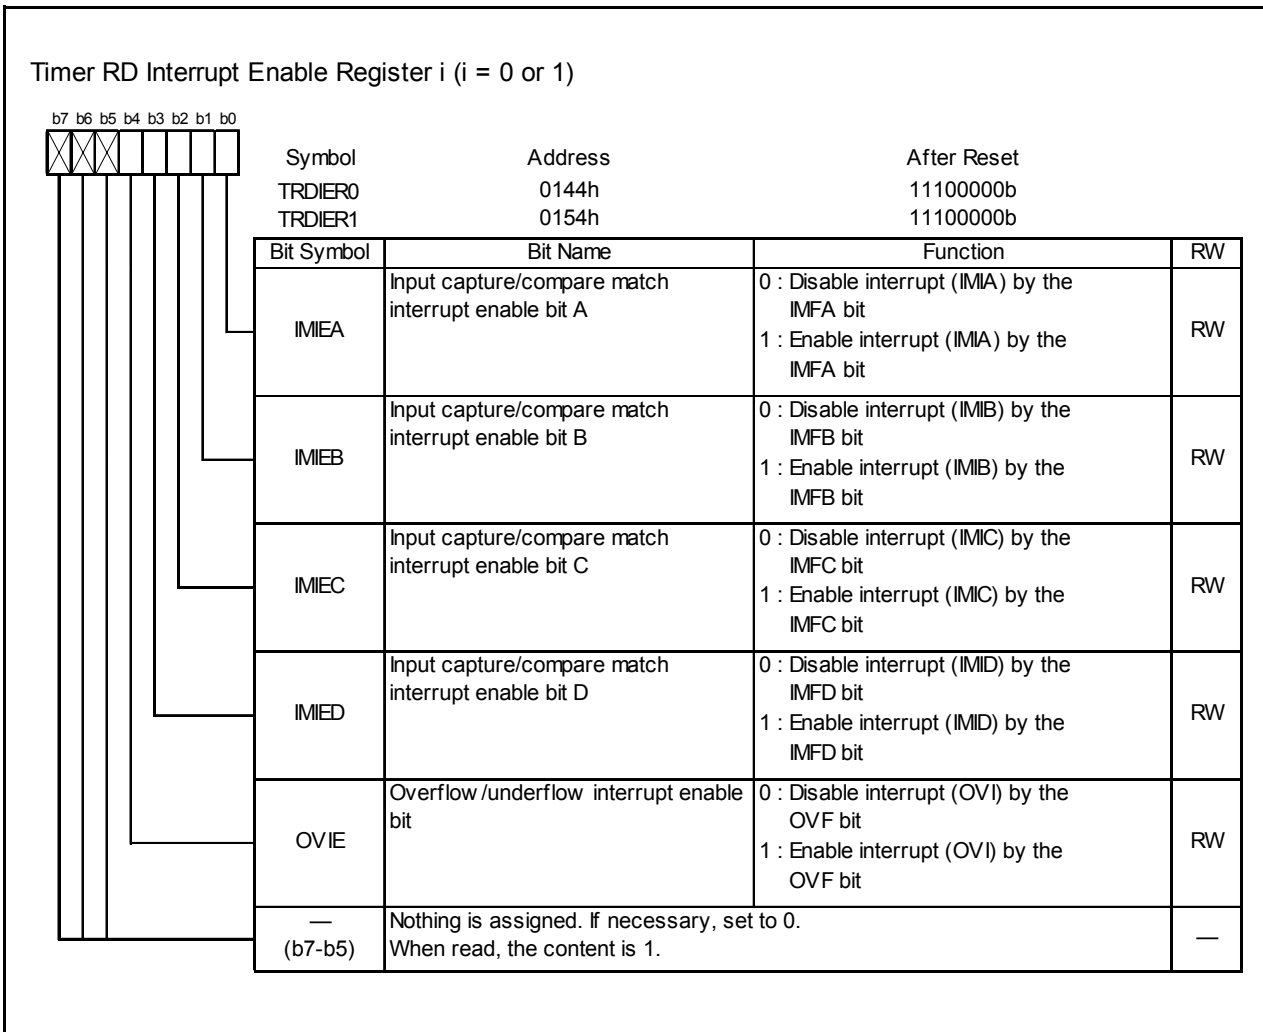 Timer RD Interrupt Enable Register i (i = 0 or 1)
b7 b6 b5 b4 b3 b2 b1 b0
Symbol Address After Reset
TRDIER0 0144h 11100000b
TRDIER1 0154h 11100000b
Bit Symbol Bit Name Function RW
IMIEA Input capture/compare match
interrupt enable bit A
0 : Disable interrupt (IMIA) by the
IMFA bit
1 : Enable interrupt (IMIA) by the
IMFA bit
RW
IMIEB Input capture/compare match
interrupt enable bit B
0 : Disable interrupt (IMIB) by the
IMFB bit
1 : Enable interrupt (IMIB) by the
IMFB bit
RW
IMIEC Input capture/compare match
interrupt enable bit C
0 : Disable interrupt (IMIC) by the
IMFC bit
1 : Enable interrupt (IMIC) by the
IMFC bit
RW
IMIED Input capture/compare match
interrupt enable bit D
0 : Disable interrupt (IMID) by the
IMFD bit
1 : Enable interrupt (IMID) by the
IMFD bit
RW
OVIE Overflow/underflow interrupt enable
bit
0 : Disable interrupt (OVI) by the
OVF bit
1 : Enable interrupt (OVI) by the
OVF bit
RW
—
(b7-b5)
Nothing is assigned. If necessary, set to 0.
When read, the content is 1.
—